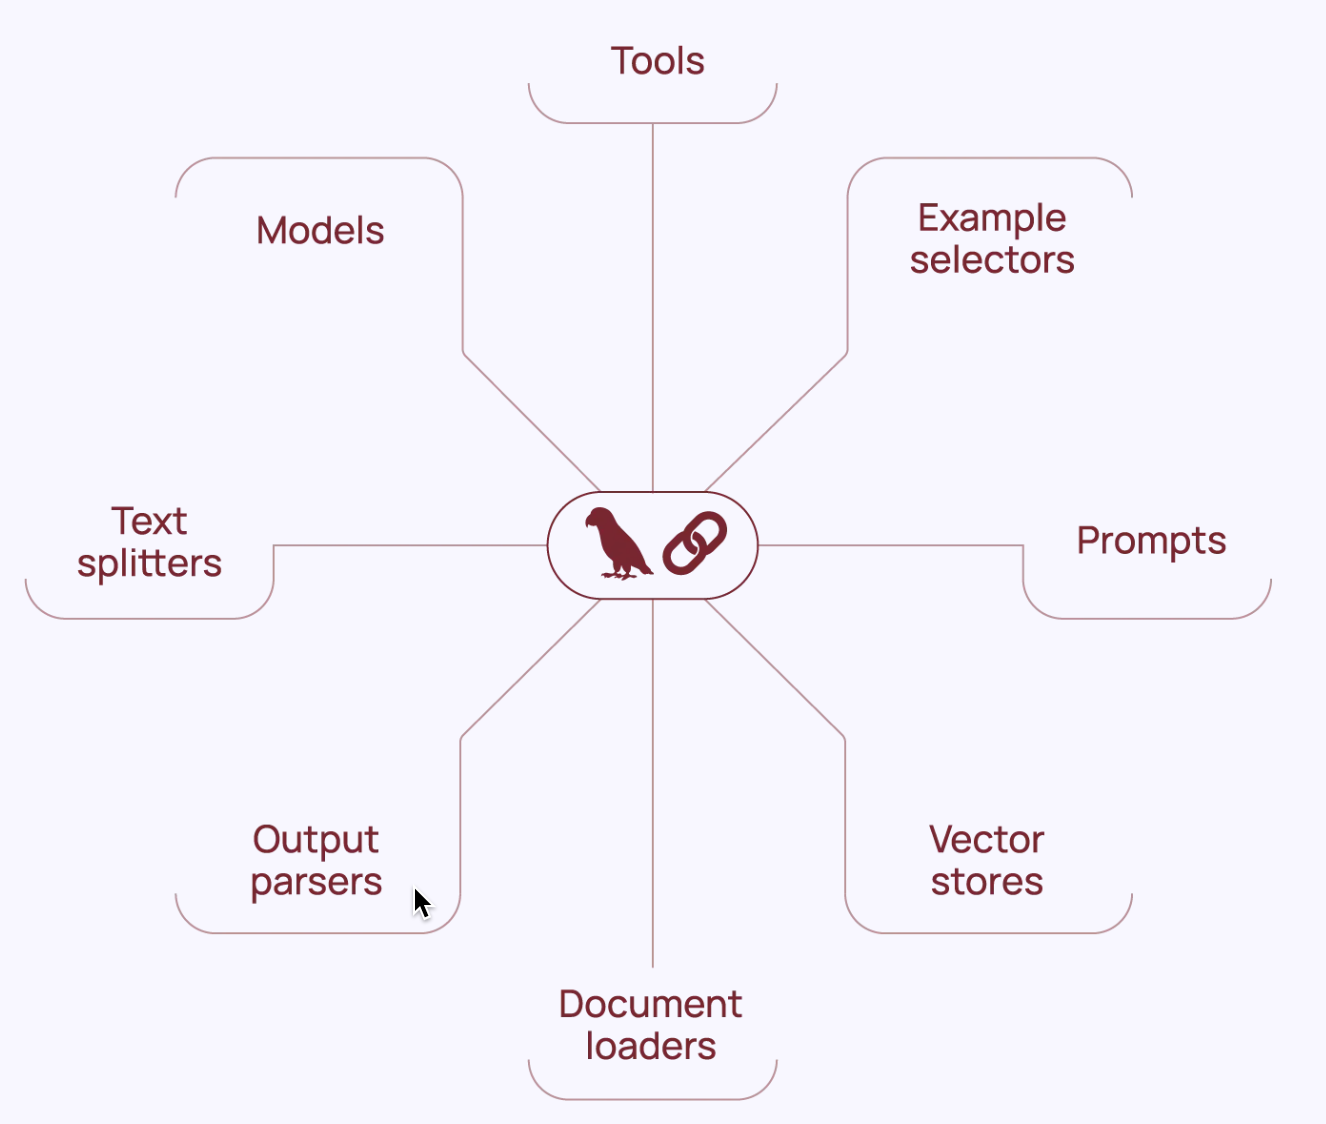 Tools
Models
Example
selectors
Text
splitters
Prompts
Output
parsers
Vector
stores
Document
loaders